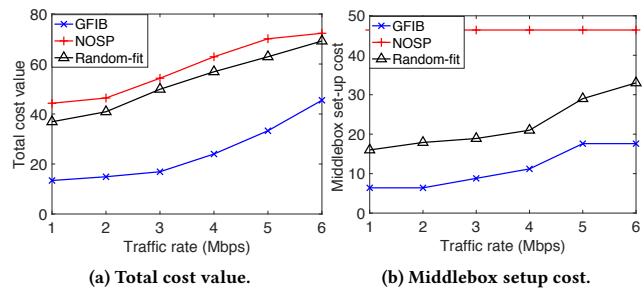 80
60
40
20
0
Total cost value
GFIB
NOSP
Random-fit
1 2 3 4 5 6
Traffic rate (Mbps)
(a) Total cost value.
50
40
30
20
10
0
Middlebox set-up cost
GFIB
NOSP
Random-fit
1 2 3 4 5 6
Traffic rate (Mbps)
(b) Middlebox setup cost.